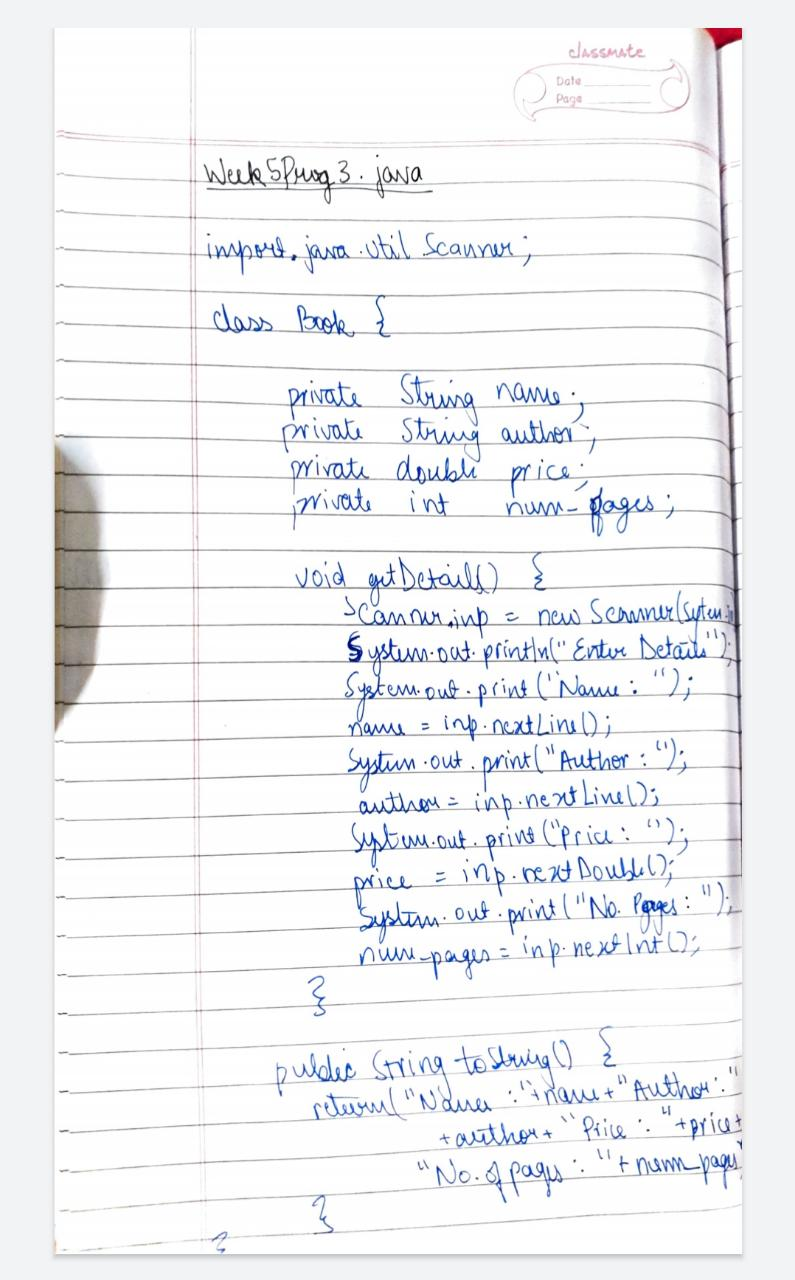 classmate
Date
Page
Week5Prog3.java
import.java.util Scanner;
class Book {
private String name;
private String author;
private double price;
private int num_pages;
void getDetails() {
Scanner.inp = new Scanner(Sytem.in
System.out.println("Enter Details");
System.out.print('Name : ");
name = inp.nextLine();
System.out.print("Author : ");
author = inp.nextLine();
System.out.print("Price : ");
price = inp.nextDouble();
System.out.print("No. Pages : ");
num_pages = inp.nextInt();
}
public String toString() {
return("Name :"+name+"Author:"
+author+"Price : "+price+
"No. of pages : "+num_pages
}
}